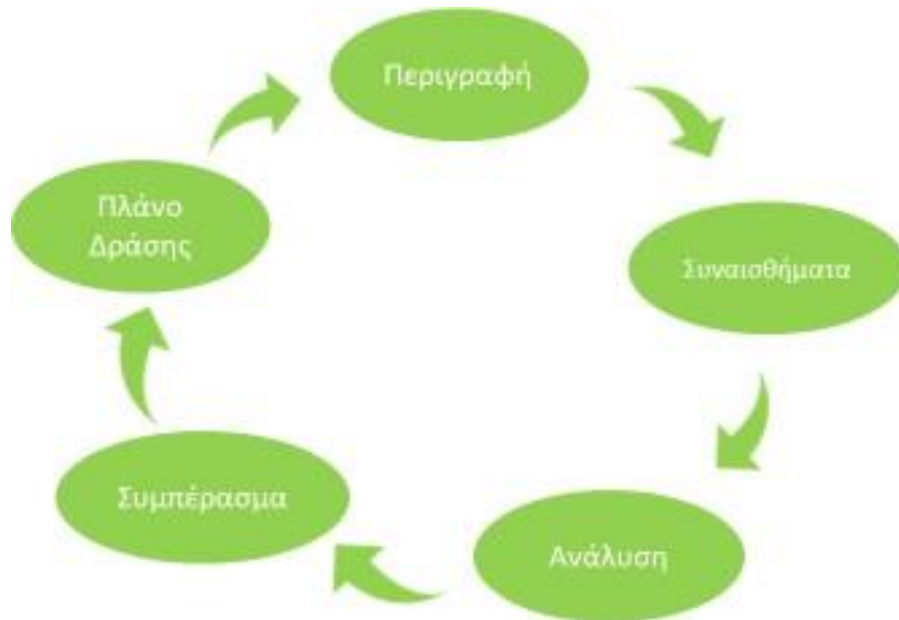 Περιγραφή
Συναισθήματα
Ανάλυση
Συμπέρασμα
Πλάνο
Δράσης